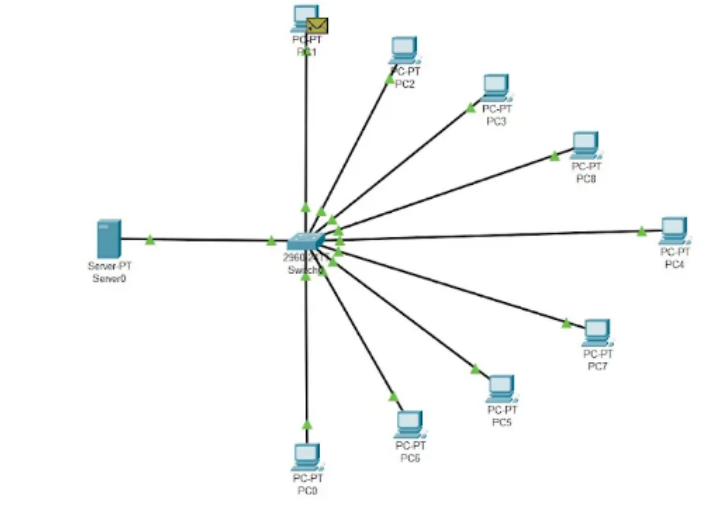 PC-PT
PC1
PC-PT
PC2
PC-PT
PC3
PC-PT
PC8
PC-PT
PC4
Server-PT
Server0
2960-24TT
Switch0
PC-PT
PC7
PC-PT
PC5
PC-PT
PC6
PC-PT
PC0